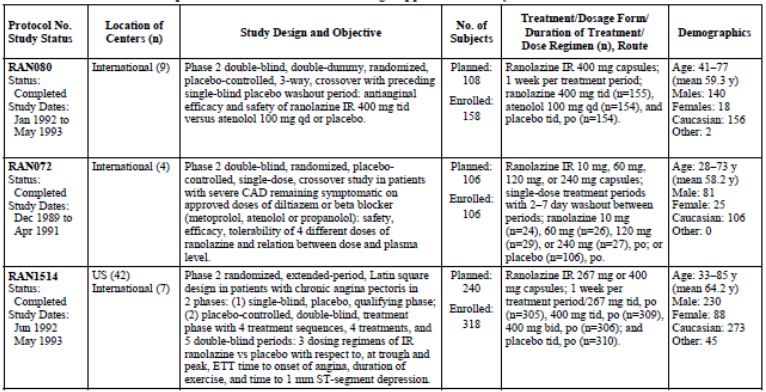 Protocol No.
Study Status
Location of
Centers (n)
Study Design and Objective
No. of
Subjects
Treatment/Dosage Form/
Duration of Treatment/
Dose Regimen (n), Route
Demographics
RAN080
Status:
Completed
Study Dates:
Jan 1992 to
May 1993
International (9)
Phase 2 double-blind, double-dummy, randomized,
placebo-controlled, 3-way, crossover with preceding
single-blind placebo washout period: antianginal
efficacy and safety of ranolazine IR 400 mg tid
versus atenolol 100 mg qd or placebo.
Planned:
108
Enrolled:
158
Ranolazine IR 400 mg capsules;
1 week per treatment period;
ranolazine 400 mg tid (n=155),
atenolol 100 mg qd (n=154), and
placebo tid, po (n=154).
Age: 41–77
(mean 59.3 y)
Males: 140
Females: 18
Caucasian: 156
Other: 2
RAN072
Status:
Completed
Study Dates:
Dec 1989 to
Apr 1991
International (4)
Phase 2 double-blind, randomized, placebo-
controlled, single-dose, crossover study in patients
with severe CAD remaining symptomatic on
approved doses of diltiazem or beta blocker
(metoprolol, atenolol or propanolol): safety,
efficacy, tolerability of 4 different doses of
ranolazine and relation between dose and plasma
level.
Planned:
106
Enrolled:
106
Ranolazine IR 10 mg, 60 mg,
120 mg, or 240 mg capsules;
single-dose treatment periods
with 2–7 day washout between
periods; ranolazine 10 mg
(n=24), 60 mg (n=26), 120 mg
(n=29), or 240 mg (n=27), po; or
placebo (n=106), po.
Age: 28–73 y
(mean 58.2 y)
Male: 81
Female: 25
Caucasian: 106
Other: 0
RAN1514
Status:
Completed
Study Dates:
Jun 1992
May 1993
US (42)
International (7)
Phase 2 randomized, extended-period, Latin square
design in patients with chronic angina pectoris in
2 phases: (1) single-blind, placebo, qualifying phase;
(2) placebo-controlled, double-blind, treatment
phase with 4 treatment sequences, 4 treatments, and
5 double-blind periods: 3 dosing regimens of IR
ranolazine vs placebo with respect to, at trough and
peak, ETT time to onset of angina, duration of
exercise, and time to 1 mm ST-segment depression.
Planned:
240
Enrolled:
318
Ranolazine IR 267 mg or 400
mg capsules; 1 week per
treatment period/267 mg tid, po
(n=305), 400 mg tid, po (n=309),
400 mg bid, po (n=306); and
placebo tid, po (n=310).
Age: 33–85 y
(mean 64.2 y)
Male: 230
Female: 88
Caucasian: 273
Other: 45